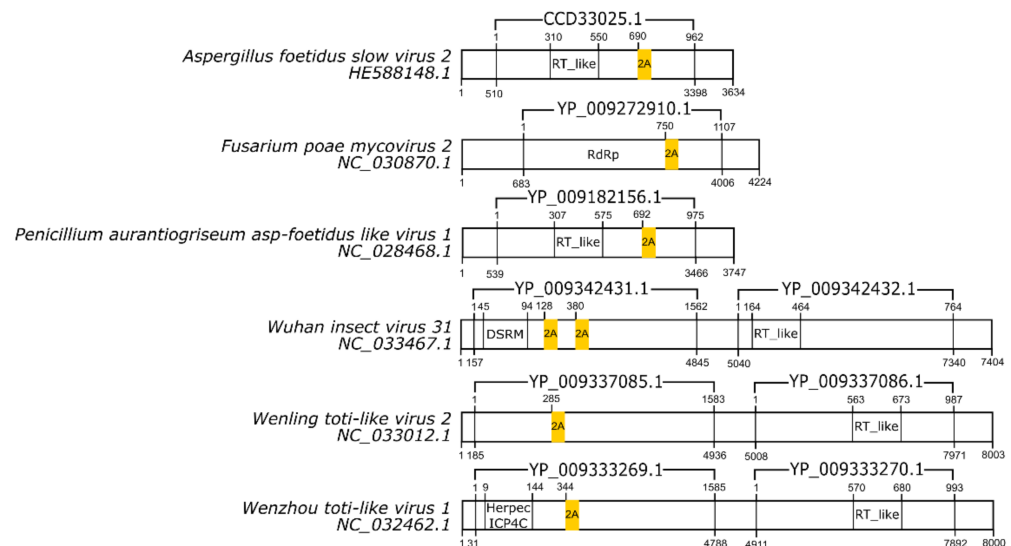 CCD33025.1
1 310 550 690 962
Aspergillus foetidus slow virus 2
HE588148.1
RT_like 2A
1 510 3398 3634
YP_009272910.1
1 750 1107
Fusarium poae mycovirus 2
NC_030870.1
RdRp 2A
1 683 4006 4224
YP_009182156.1
1 307 575 692 975
Penicillium aurantiogriseum asp-foetidus like virus 1
NC_028468.1
RT_like 2A
1 539 3466 3747
YP_009342431.1 YP_009342432.1
1 45 94 128 380 1562 1 164 464 764
Wuhan insect virus 31
NC_033467.1
DSRM 2A 2A RT_like
1 157 4845 5040 7340 7404
YP_009337085.1 YP_009337086.1
1 285 1583 1 563 673 987
Wenling toti-like virus 2
NC_033012.1
2A RT_like
1 185 4936 5008 7971 8003
YP_009333269.1 YP_009333270.1
1 9 144 344 1585 1 570 680 993
Wenzhou toti-like virus 1
NC_032462.1
Herpec
ICP4C 2A RT_like
1 31 4788 4911 7892 8000